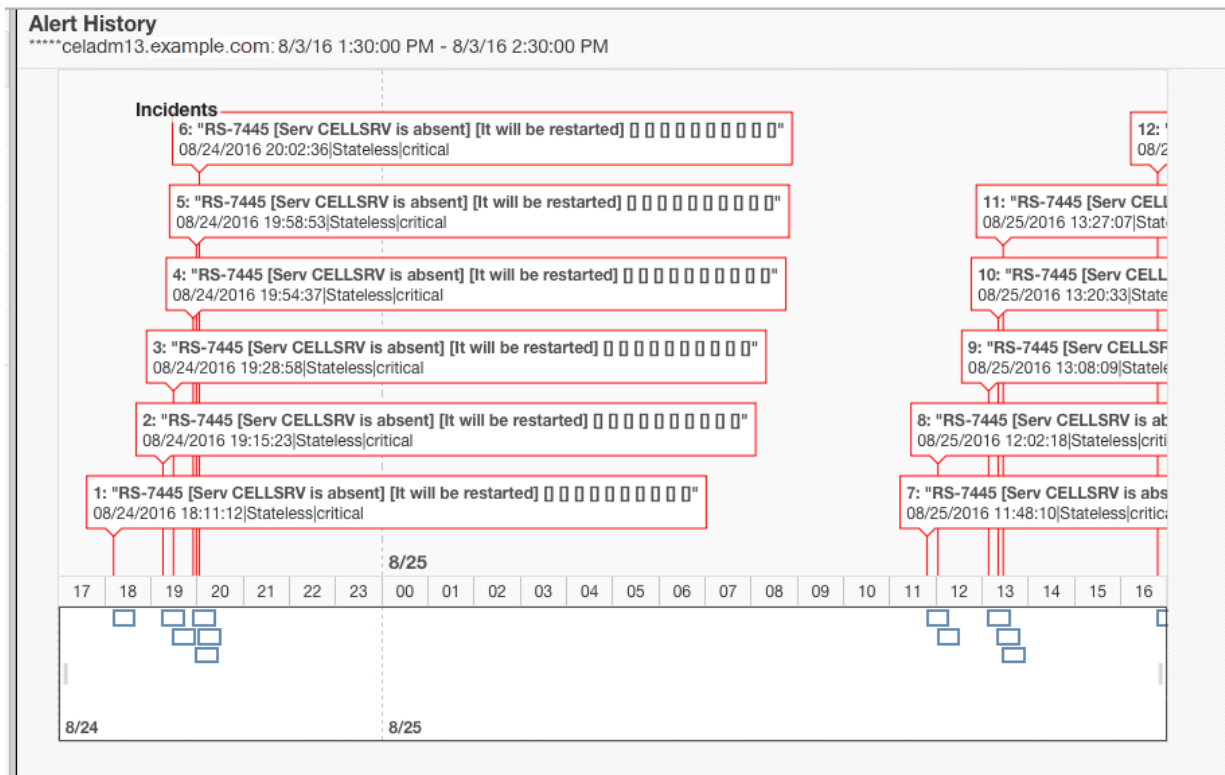 Alert History
*****celadm13.example.com: 8/3/16 1:30:00 PM - 8/3/16 2:30:00 PM
Incidents
6: "RS-7445 [Serv CELLSRV is absent] [It will be restarted] [] [] [] [] [] [] [] [] [] []"
08/24/2016 20:02:36|Stateless|critical
5: "RS-7445 [Serv CELLSRV is absent] [It will be restarted] [] [] [] [] [] [] [] [] [] []"
08/24/2016 19:58:53|Stateless|critical
4: "RS-7445 [Serv CELLSRV is absent] [It will be restarted] [] [] [] [] [] [] [] [] [] []"
08/24/2016 19:54:37|Stateless|critical
3: "RS-7445 [Serv CELLSRV is absent] [It will be restarted] [] [] [] [] [] [] [] [] [] []"
08/24/2016 19:28:58|Stateless|critical
2: "RS-7445 [Serv CELLSRV is absent] [It will be restarted] [] [] [] [] [] [] [] [] [] []"
08/24/2016 19:15:23|Stateless|critical
1: "RS-7445 [Serv CELLSRV is absent] [It will be restarted] [] [] [] [] [] [] [] [] [] []"
08/24/2016 18:11:12|Stateless|critical
12: "
08/2
11: "RS-7445 [Serv CELL
08/25/2016 13:27:07|Stat
10: "RS-7445 [Serv CELL
08/25/2016 13:20:33|State
9: "RS-7445 [Serv CELLSR
08/25/2016 13:08:09|Statele
8: "RS-7445 [Serv CELLSRV is ab
08/25/2016 12:02:18|Stateless|criti
7: "RS-7445 [Serv CELLSRV is abs
08/25/2016 11:48:10|Stateless|critica
8/25
17 18 19 20 21 22 23 00 01 02 03 04 05 06 07 08 09 10 11 12 13 14 15 16
8/24 8/25